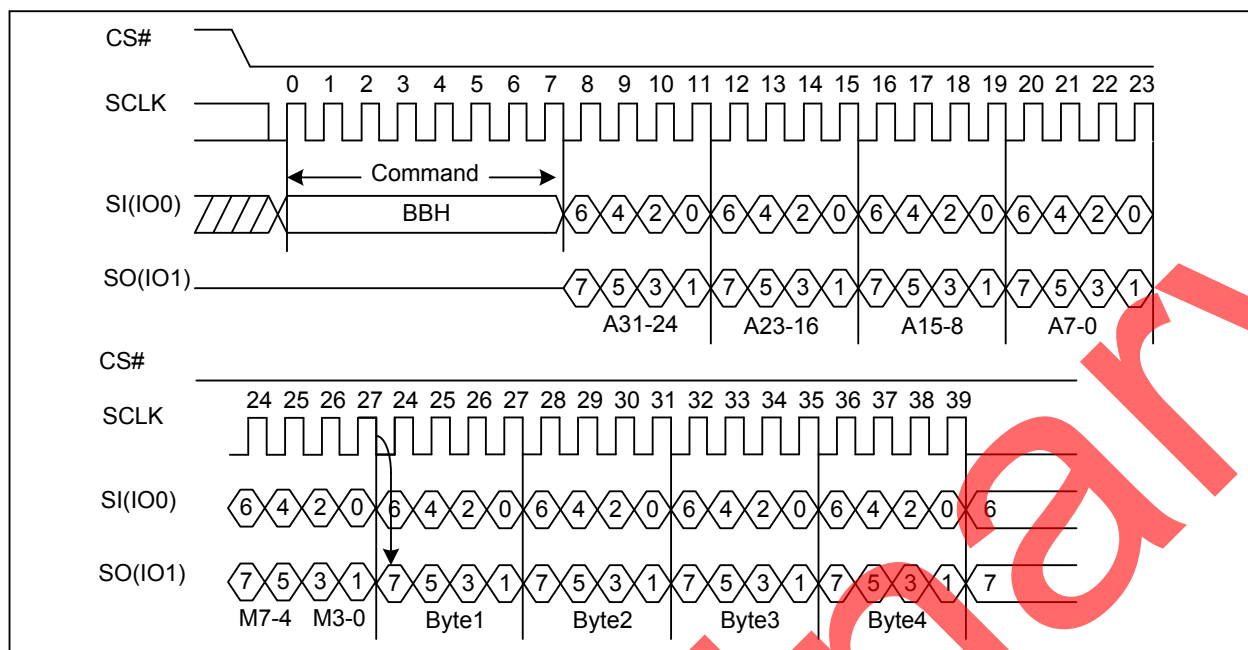 CS#
0 1 2 3 4 5 6 7 8 9 10 11 12 13 14 15 16 17 18 19 20 21 22 23
SCLK
Command
SI(IO0) BBH 6 4 2 0 6 4 2 0 6 4 2 0 6 4 2 0
SO(IO1) 7 5 3 1 7 5 3 1 7 5 3 1 7 5 3 1
A31-24 A23-16 A15-8 A7-0
CS#
24 25 26 27 24 25 26 27 28 29 30 31 32 33 34 35 36 37 38 39
SCLK
SI(IO0) 6 4 2 0 6 4 2 0 6 4 2 0 6 4 2 0 6 4 2 0 6
SO(IO1) 7 5 3 1 7 5 3 1 7 5 3 1 7 5 3 1 7 5 3 1 7
M7-4 M3-0 Byte1 Byte2 Byte3 Byte4